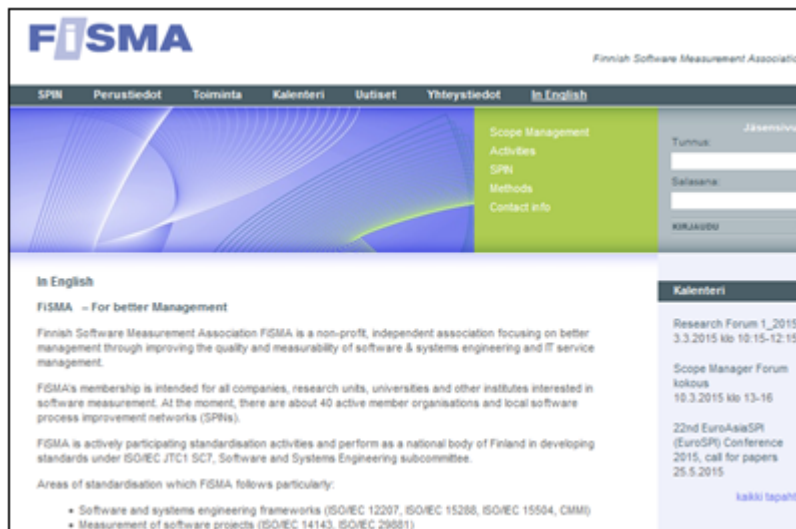 FiSMA
Finnish Software Measurement Associatio
SPIN Perustiedot Toiminta Kalenteri Uutiset Yhteystiedot In English
Scope Management
Activities
SPIN
Methods
Contact info
Jäsensivu
Tunnus:
Salasana:
KIRJAUDU
In English
FiSMA – For better Management
Finnish Software Measurement Association FiSMA is a non-profit, independent association focusing on better
management through improving the quality and measurability of software & systems engineering and IT service
management.
FiSMA's membership is intended for all companies, research units, universities and other institutes interested in
software measurement. At the moment, there are about 40 active member organisations and local software
process improvement networks (SPINs).
FiSMA is actively participating standardisation activities and perform as a national body of Finland in developing
standards under ISO/IEC JTC1 SC7, Software and Systems Engineering subcommittee.
Areas of standardisation which FiSMA follows particularly:
• Software and systems engineering frameworks (ISO/IEC 12207, ISO/IEC 15288, ISO/IEC 15504, CMMI)
• Measurement of software projects (ISO/IEC 14143, ISO/IEC 29881)
Kalenteri
Research Forum 1_2015
3.3.2015 klo 10:15-12:15
Scope Manager Forum
kokous
10.3.2015 klo 13-16
22nd EuroAsiaSPI
(EuroSPI) Conference
2015, call for papers
25.5.2015
kaikki tapaht